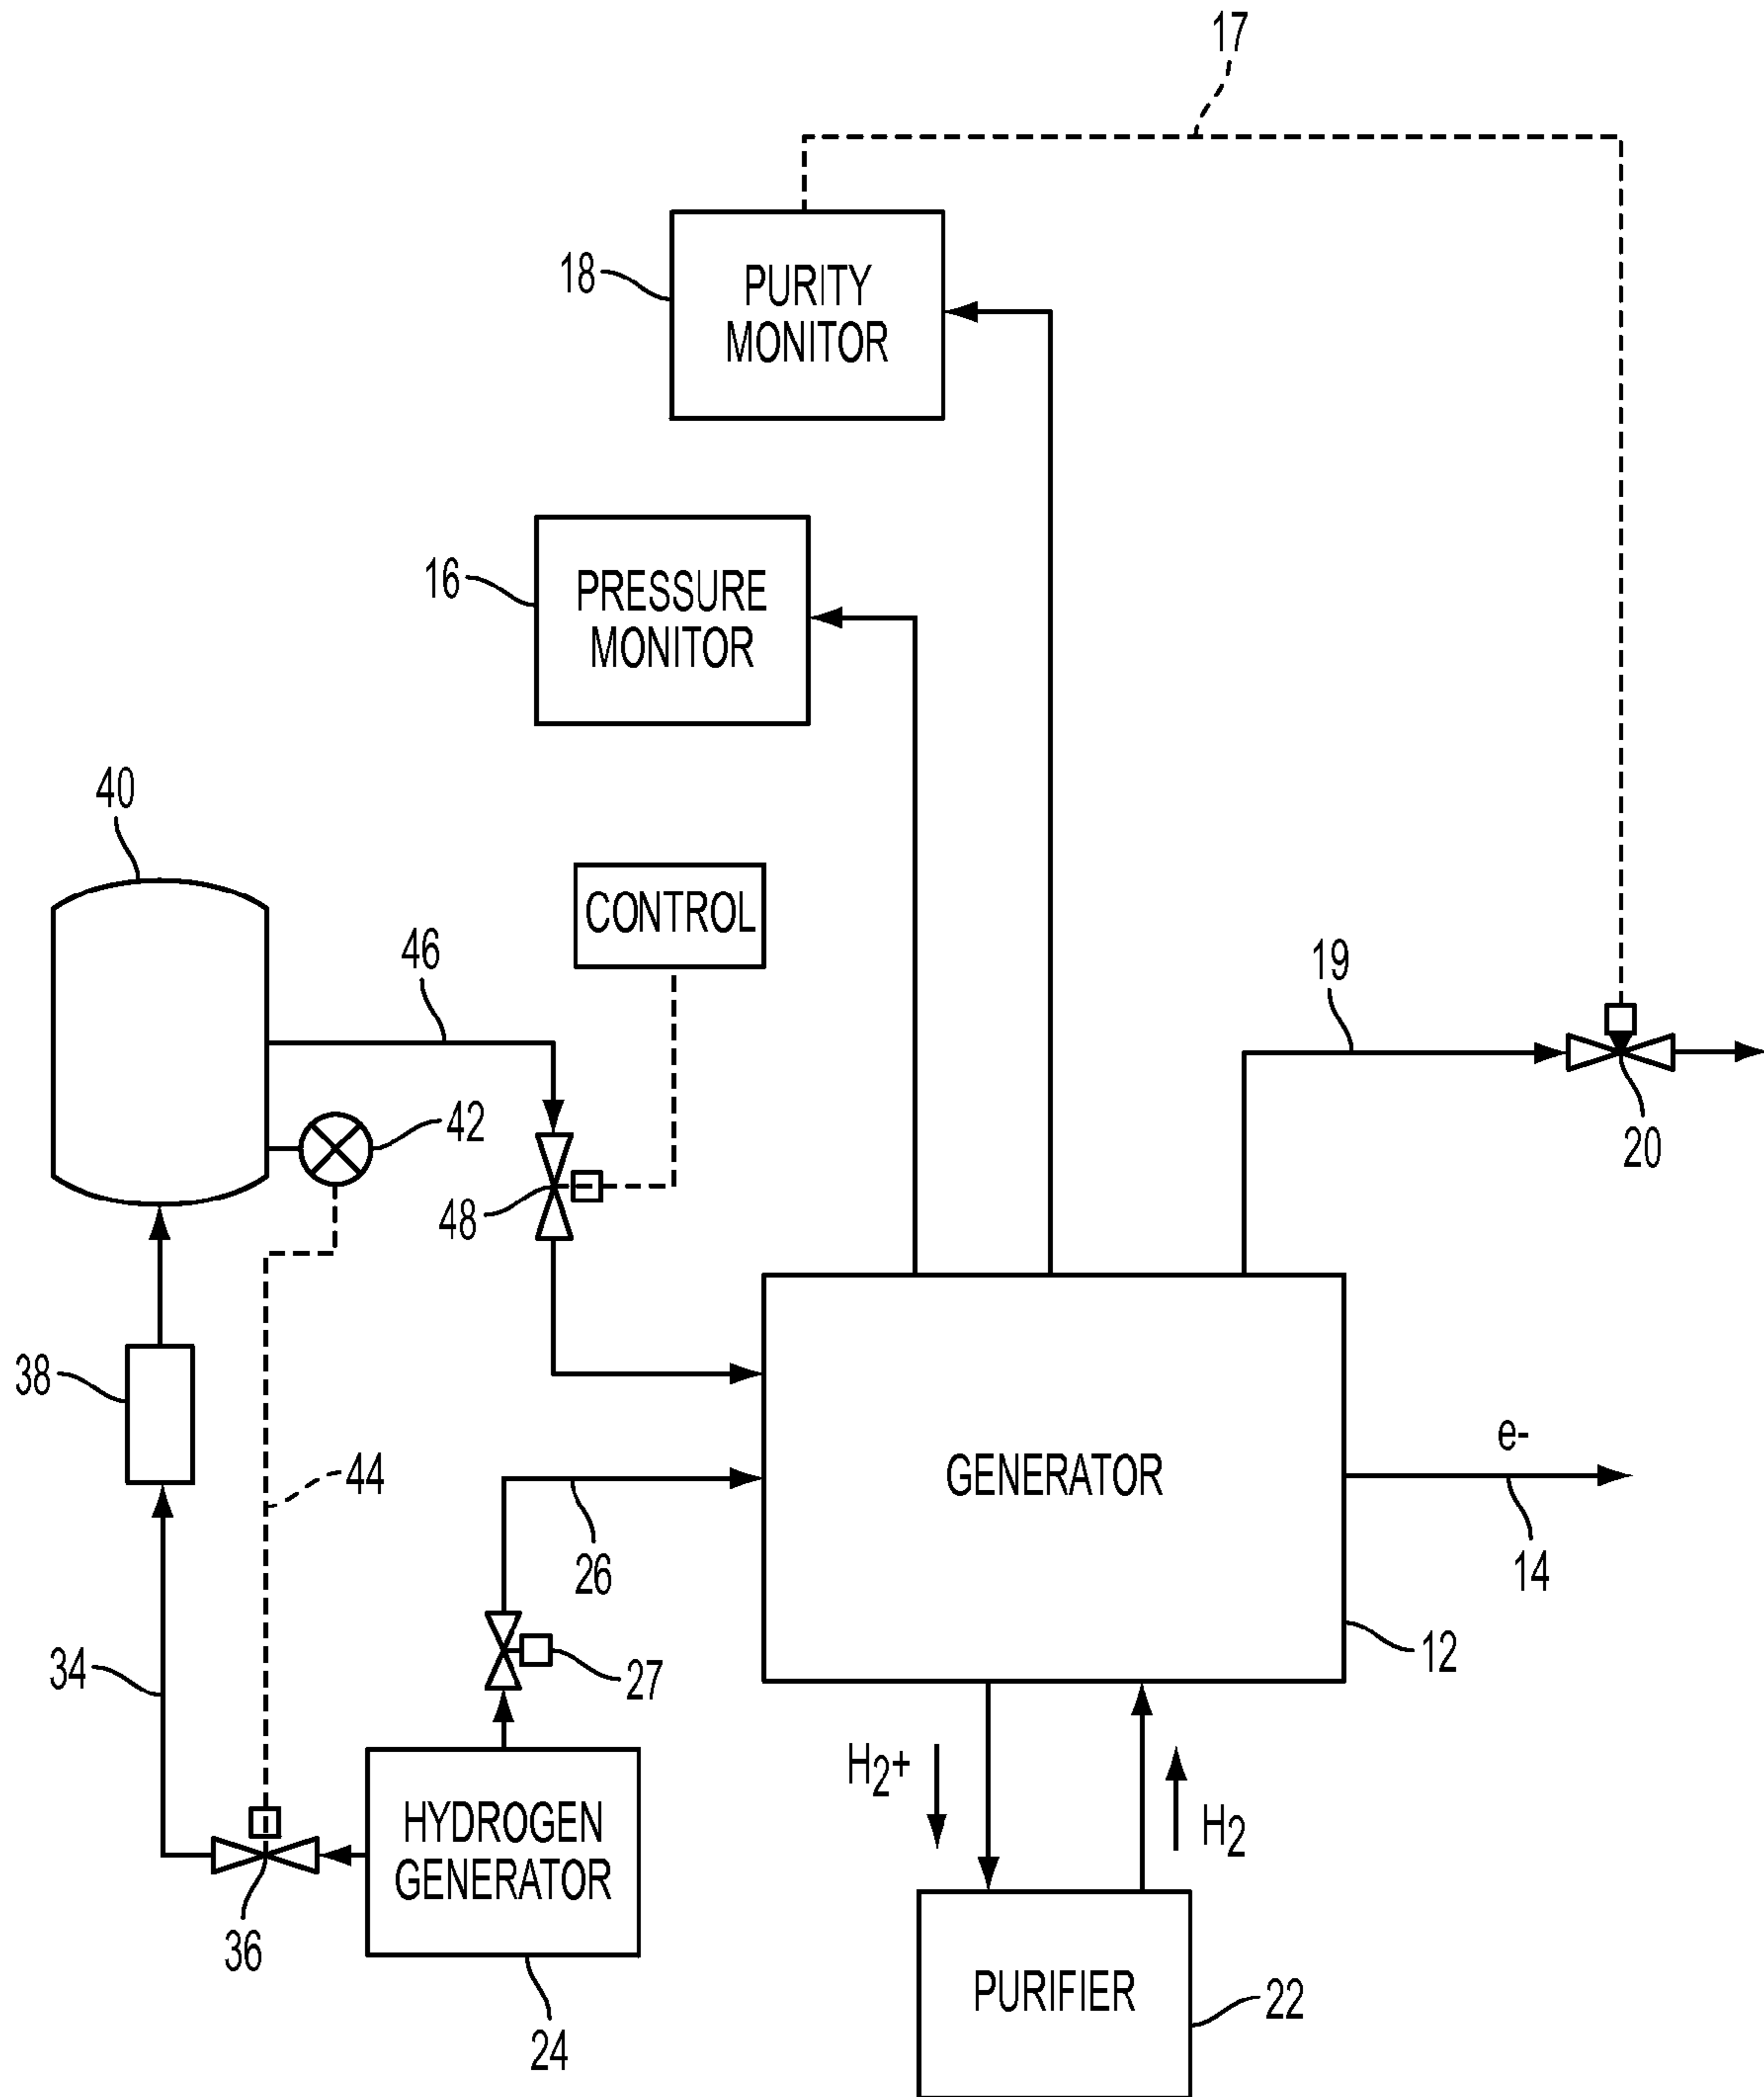 17
18
PURITY
MONITOR
16
PRESSURE
MONITOR
40
CONTROL
46
19
42
48
20
38
44
GENERATOR
e-
14
26
12
34
27
H2+
H2
HYDROGEN
GENERATOR
36
24
PURIFIER
22